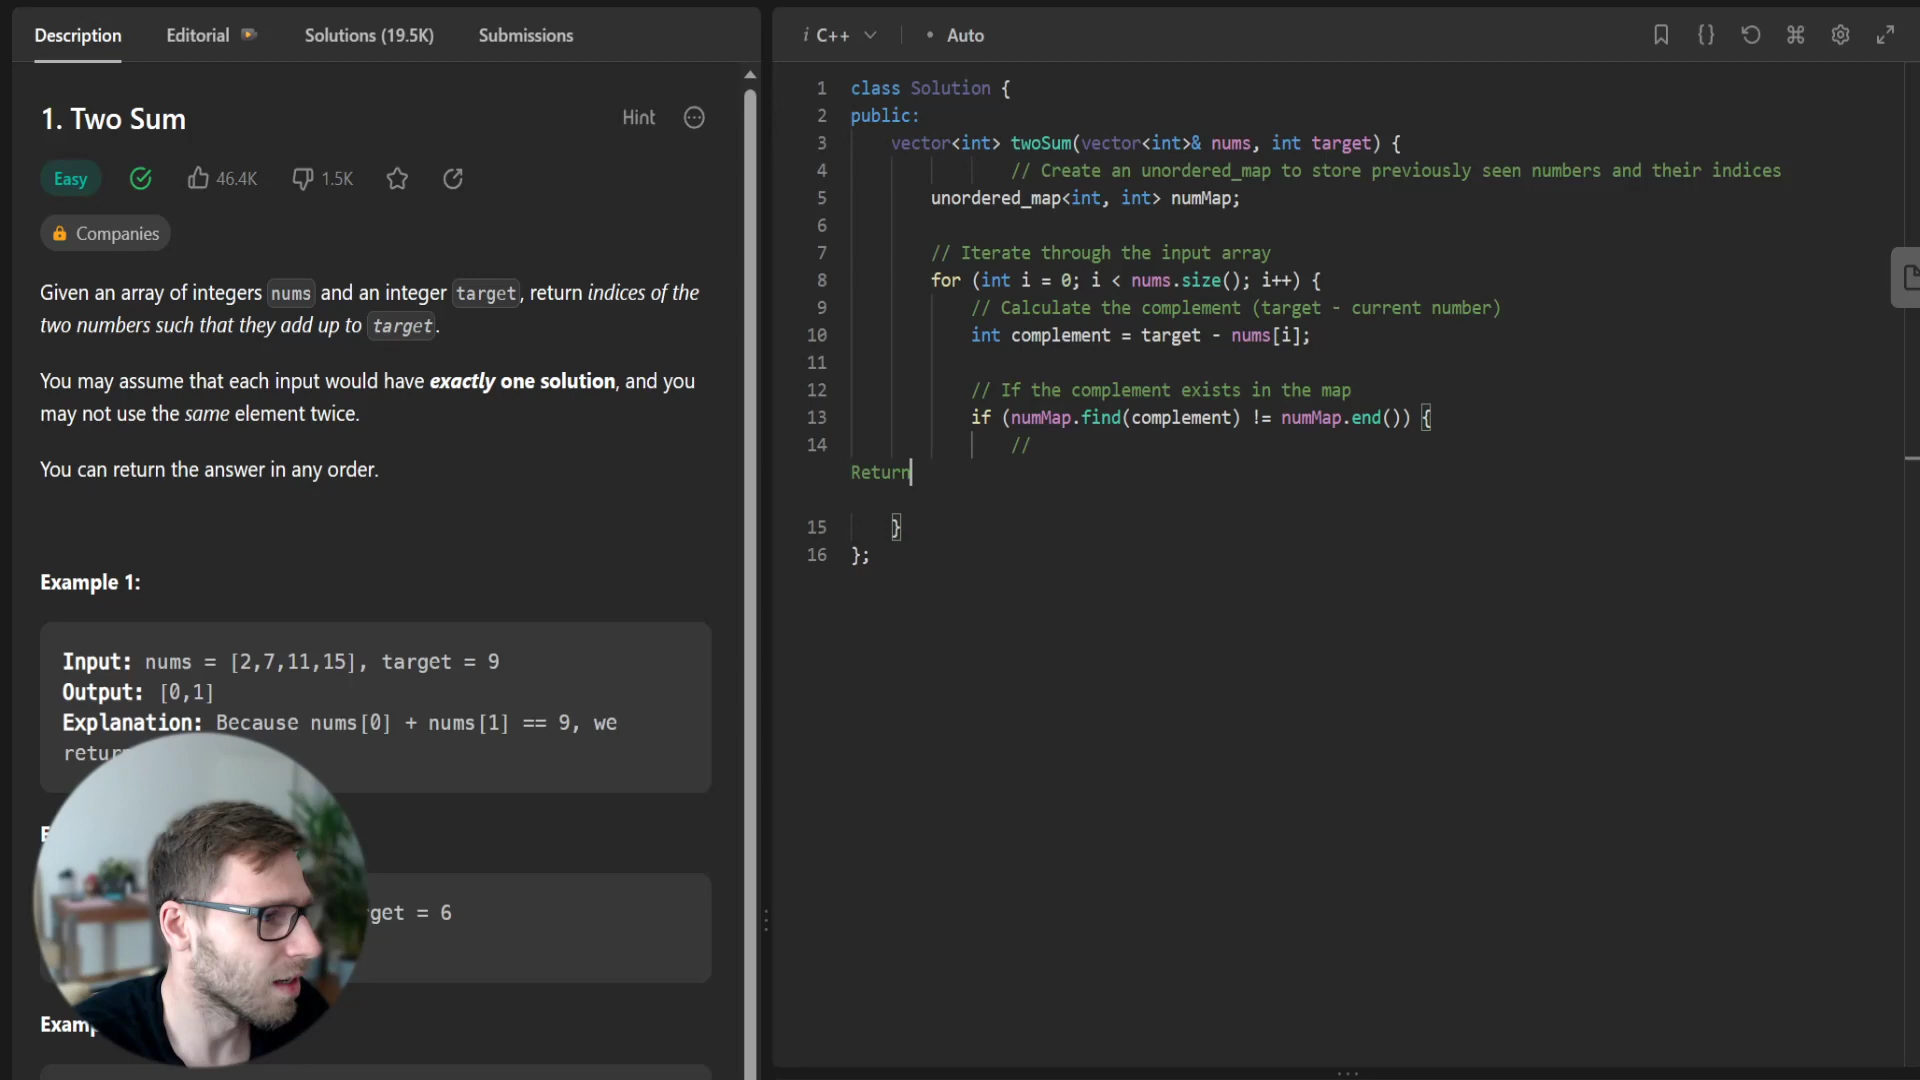 Description Editorial Solutions (19.5K) Submissions
1. Two Sum
Hint
Easy 46.4K 1.5K
Companies
Given an array of integers nums and an integer target, return indices of the
two numbers such that they add up to target.
You may assume that each input would have exactly one solution, and you
may not use the same element twice.
You can return the answer in any order.
Example 1:
Input: nums = [2,7,11,15], target = 9
Output: [0,1]
Explanation: Because nums[0] + nums[1] == 9, we
= 6
i C++ • Auto
1 class Solution {
2 public:
3 vector<int> twoSum(vector<int>& nums, int target) {
4 // Create an unordered_map to store previously seen numbers and their indices
5 unordered_map<int, int> numMap;
6
7 // Iterate through the input array
8 for (int i = 0; i < nums.size(); i++) {
9 // Calculate the complement (target - current number)
10 int complement = target - nums[i];
11
12 // If the complement exists in the map
13 if (numMap.find(complement) != numMap.end()) {
14 //
Return
15 }
16 };